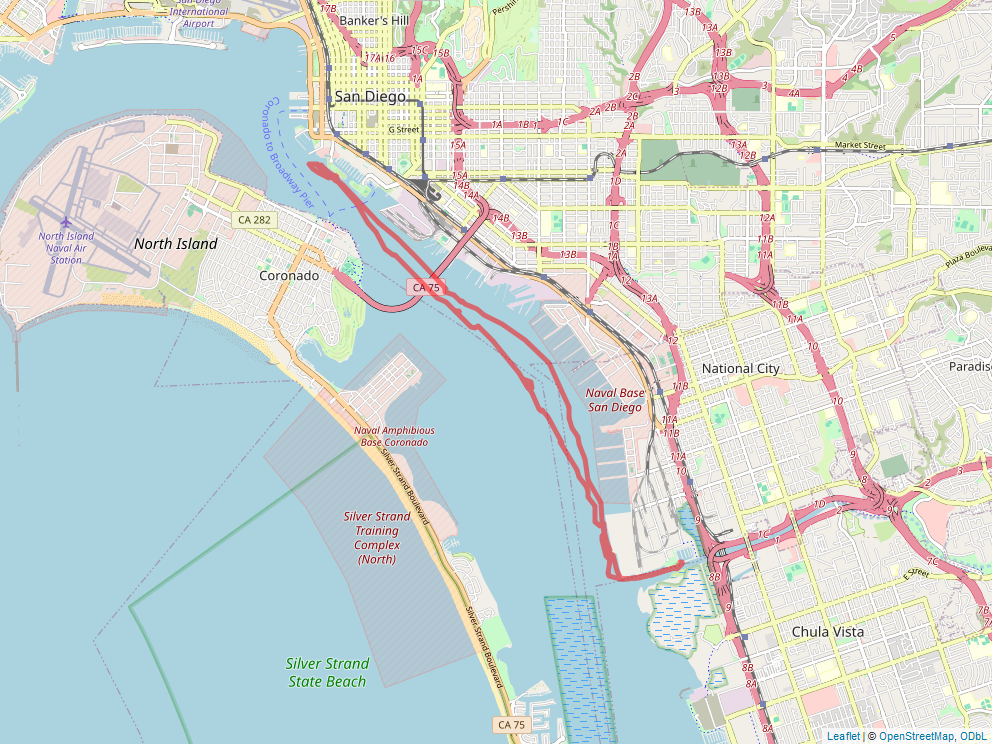 San Diego
International
Airport
Banker's Hill
17B
13B
Pershing
5
17A
16
15C
15B
1A
13B
13A
13B
4B
4A
2B
2C
3
12B
San Diego
G Street
15A
1A
1B
1C
2A
2B
2A
13B
12B
Market Street
Coronado to Broadway Pier
15A
14B
14A
1D
1C
12A
CA 282
14B
13B
13B
1B
1A
11B
11A
North Island
Naval Air
Station
North Island
Coronado
CA 75
13A
11B
11A
12
10
Plaza Boulevard
National City
Paradise
Naval Base
San Diego
11B
11A
11B
10
Naval Amphibious
Base Coronado
Silver Strand Boulevard
11A
10
9
8
3
2
Silver Strand
Training
Complex
(North)
9
1C
1D
2
9
7C
8B
E Street
9
Silver Strand Boulevard
7B
7A
Chula Vista
Silver Strand
State Beach
8B
8A
CA 75
8A
Leaflet | © OpenStreetMap, ODbL